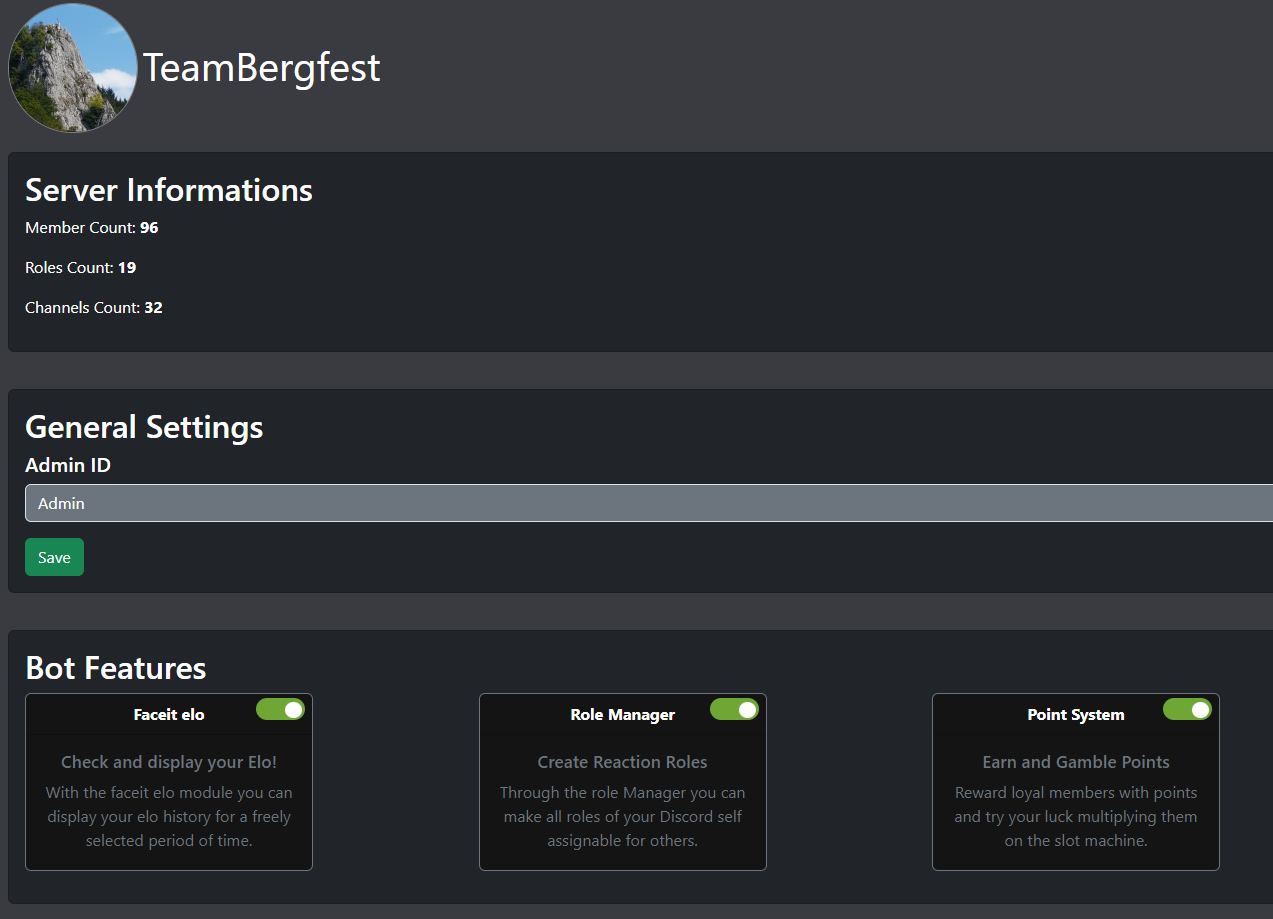 TeamBergfest
Server Informations
Member Count: 96
Roles Count: 19
Channels Count: 32
General Settings
Admin ID
Admin
Save
Bot Features
Faceit elo
Check and display your Elo!
With the faceit elo module you can
display your elo history for a freely
selected period of time.
Role Manager
Create Reaction Roles
Through the role Manager you can
make all roles of your Discord self
assignable for others.
Point System
Earn and Gamble Points
Reward loyal members with points
and try your luck multiplying them
on the slot machine.